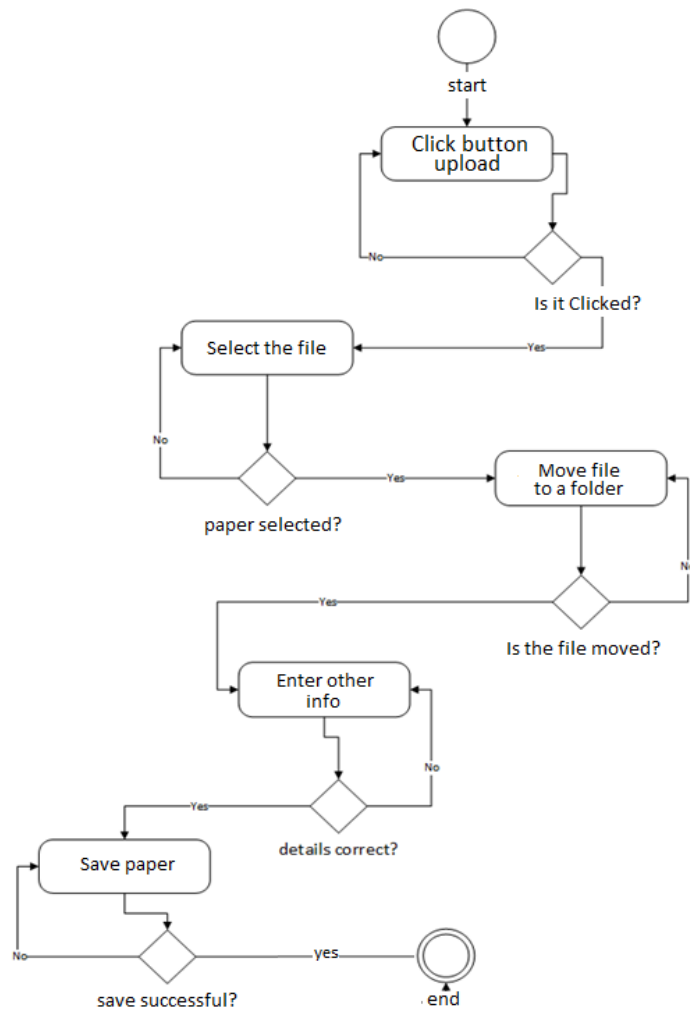 start
Click button
upload
No
Is it Clicked?
Yes
Select the file
No
Yes
paper selected?
Move file
to a folder
No
Yes
Is the file moved?
Enter other
info
No
Yes
details correct?
Save paper
No
yes
save successful?
end